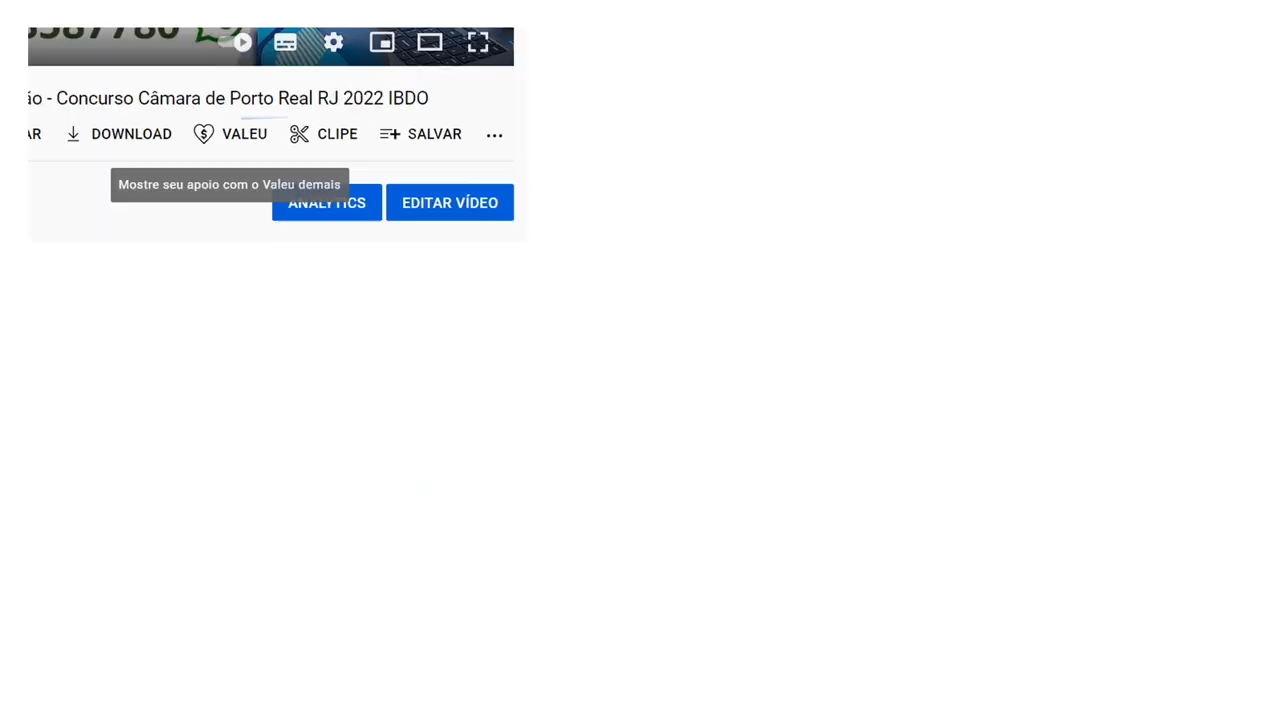 ão - Concurso Câmara de Porto Real RJ 2022 IBDO
AR DOWNLOAD VALEU CLIPE SALVAR ...
Mostre seu apoio com o Valeu demais
ANALYTICS EDITAR VÍDEO